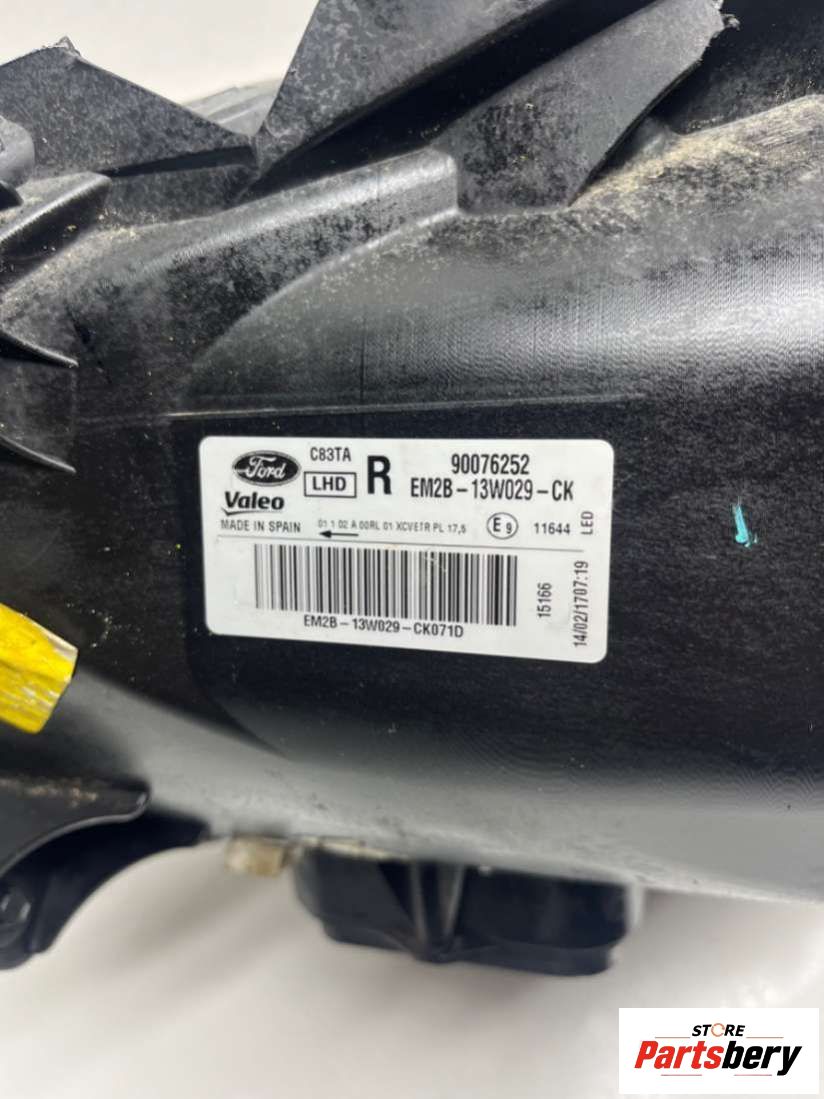 Ford
C83TA
LHD
R
90076252
EM2B-13W029-CK
Valeo
MADE IN SPAIN
01 1 02 A 00RL 01 XCVETR PL 17,5
E9
11644
LED
EM2B-13W029-CK071D
15166
14/02/1707:19
STORE
Partsbery